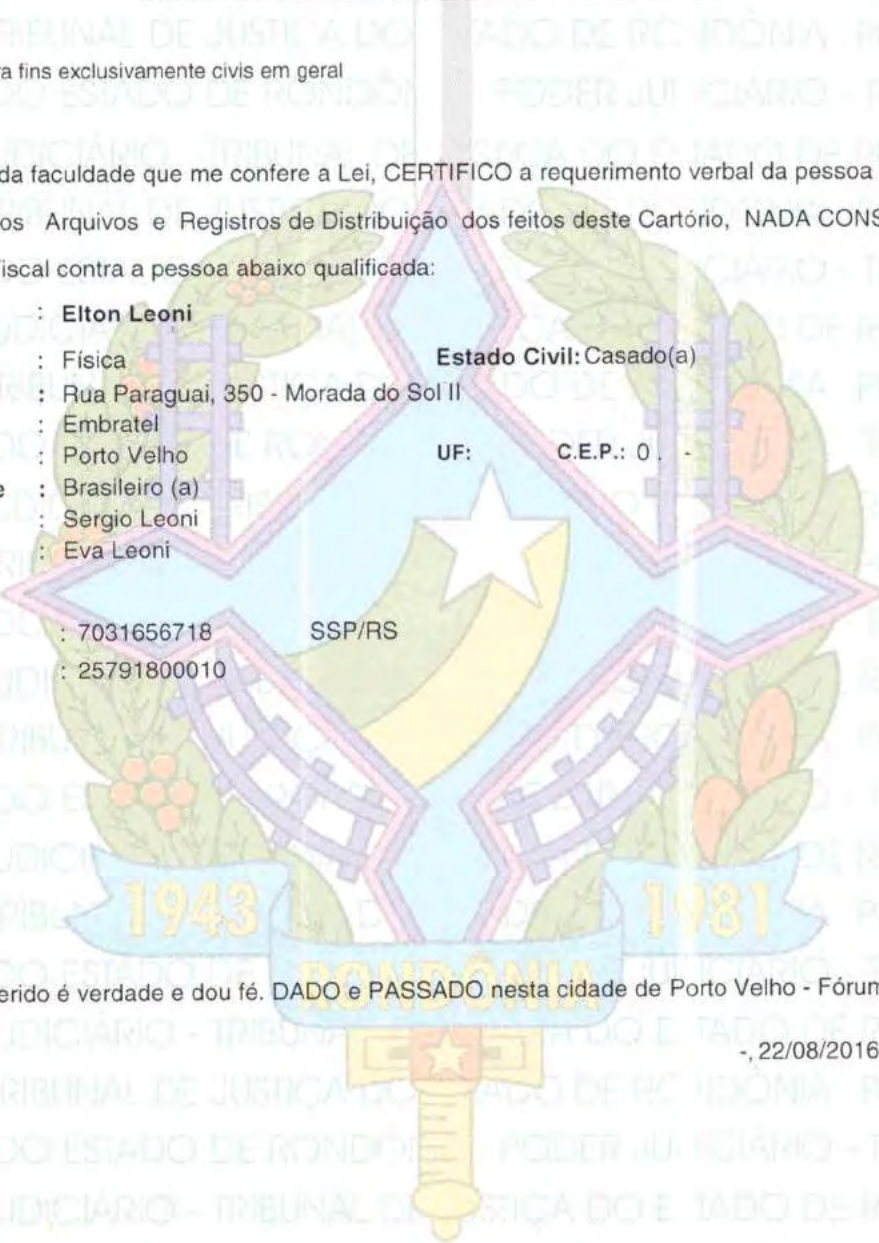 a fins exclusivamente civis em geral
da faculdade que me confere a Lei, CERTIFICO a requerimento verbal da pessoa
os Arquivos e Registros de Distribuição dos feitos deste Cartório, NADA CONS
iscal contra a pessoa abaixo qualificada:
: Elton Leoni
: Física Estado Civil: Casado(a)
: Rua Paraguai, 350 - Morada do Sol II
: Embratel
: Porto Velho UF: C.E.P.: 0 . -
e : Brasileiro (a)
: Sergio Leoni
: Eva Leoni
: 7031656718 SSP/RS
: 25791800010
1943 1981
RONDÔNIA
erido é verdade e dou fé. DADO e PASSADO nesta cidade de Porto Velho - Fórum
-, 22/08/2016